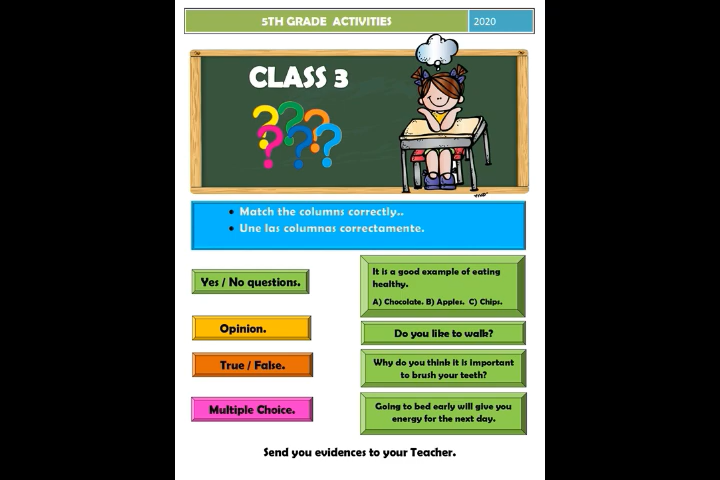 5TH GRADE ACTIVITIES
2020
CLASS 3
• Match the columns correctly..
• Une las columnas correctamente.
Yes / No questions.
It is a good example of eating
healthy.
A) Chocolate. B) Apples. C) Chips.
Opinion.
Do you like to walk?
True / False.
Why do you think it is important
to brush your teeth?
Multiple Choice.
Going to bed early will give you
energy for the next day.
Send you evidences to your Teacher.